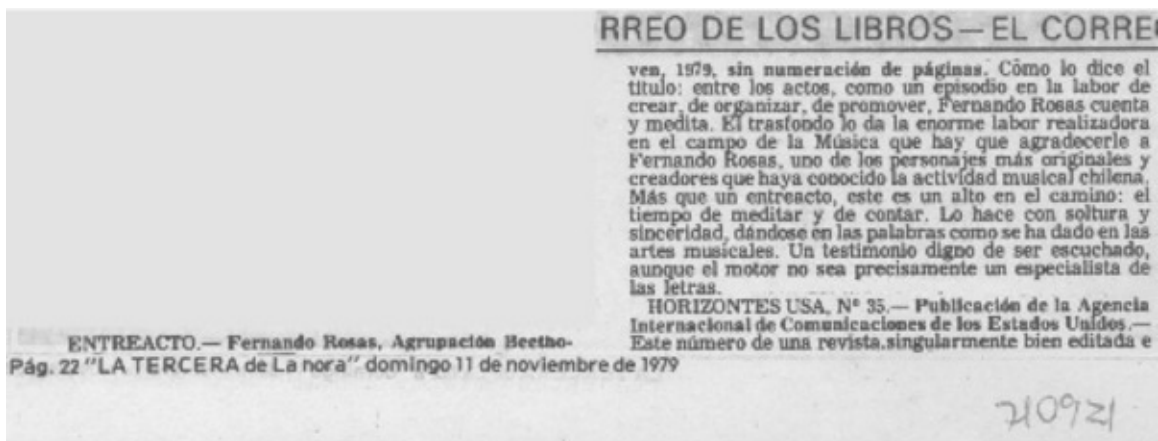 RREO DE LOS LIBROS — EL CORREO
ENTREACTO.— Fernando Rosas, Agrupación Beetho-
ven, 1979, sin numeración de páginas. Cómo lo dice el
título: entre los actos, como un episodio en la labor de
crear, de organizar, de promover, Fernando Rosas cuenta
y medita. El trasfondo lo da la enorme labor realizadora
en el campo de la Música que hay que agradecerle a
Fernando Rosas, uno de los personajes más originales y
creadores que haya conocido la actividad musical chilena.
Más que un entreacto, este es un alto en el camino: el
tiempo de meditar y de contar. Lo hace con soltura y
sinceridad, dándose en las palabras como se ha dado en las
artes musicales. Un testimonio digno de ser escuchado,
aunque el motor no sea precisamente un especialista de
las letras.
HORIZONTES USA, Nº 35.— Publicación de la Agencia
Internacional de Comunicaciones de los Estados Unidos.—
Este número de una revista singularmente bien editada e
Pág. 22 "LA TERCERA de La nora" domingo 11 de noviembre de 1979